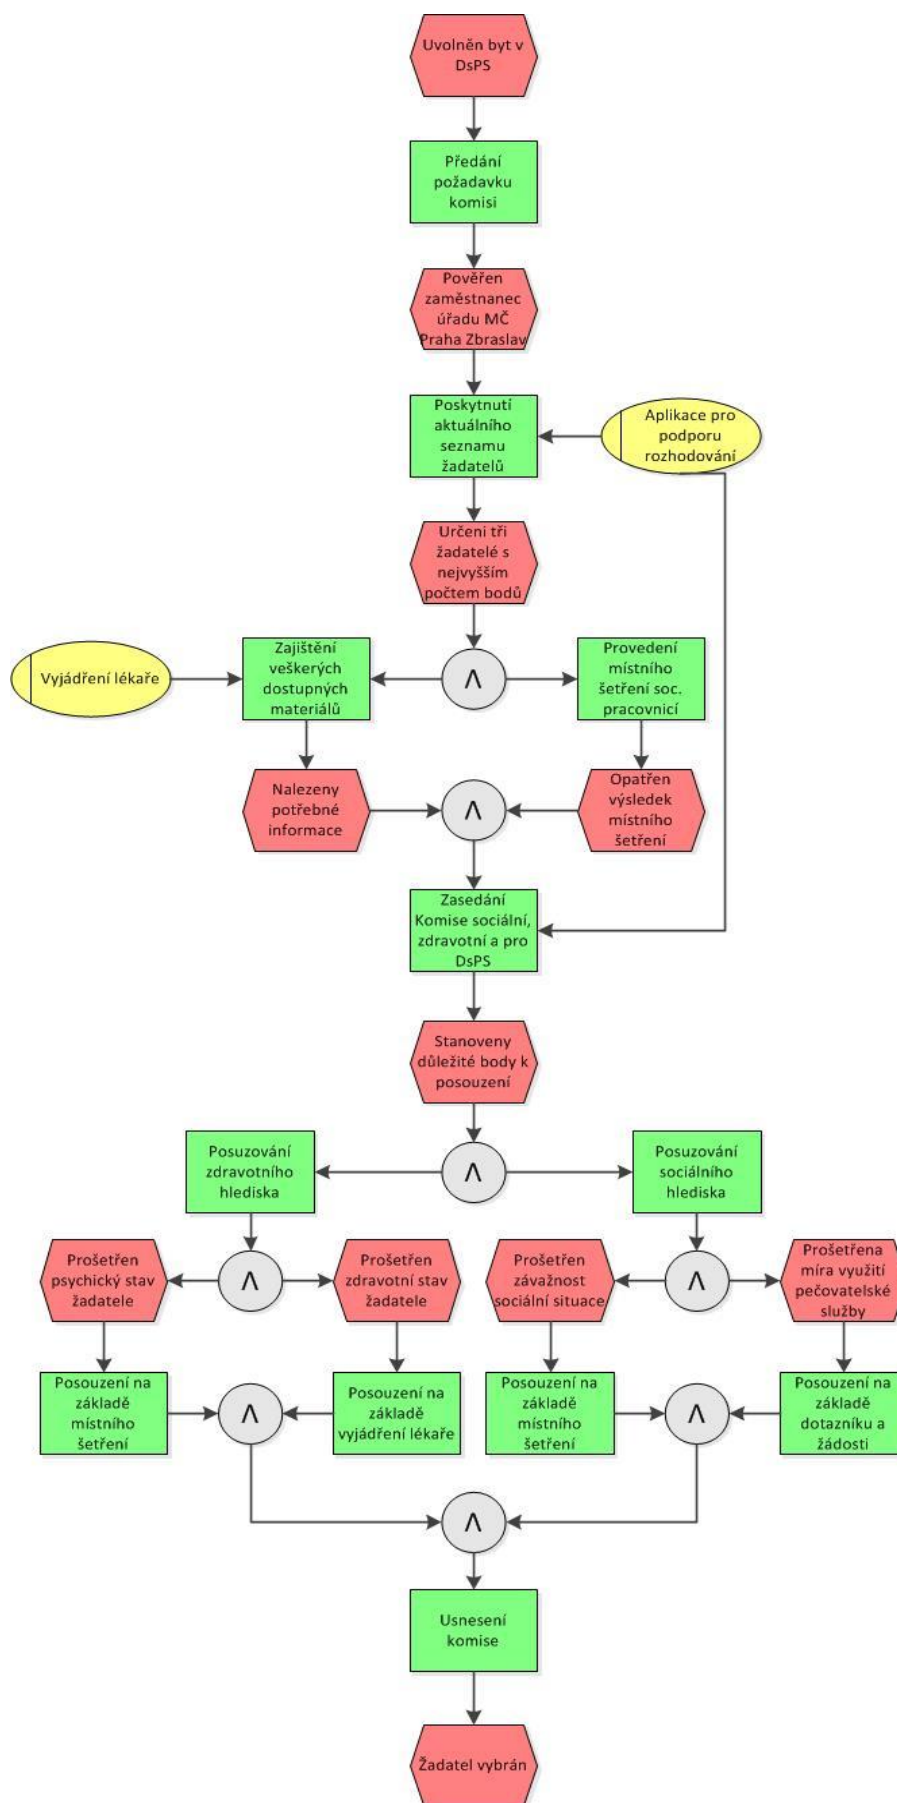 Uvolněn byt v
DsPS
Předání
požadavku
komisi
Pověřen
zaměstnanec
úřadu MČ
Praha Zbraslav
Poskytnutí
aktuálního
seznamu
žadatelů
Aplikace pro
podporu
rozhodování
Určeni tři
žadatelé s
nejvyšším
počtem bodů
Vyjádření lékaře
Zajištění
veškerých
dostupných
materiálů
Λ
Provedení
místního
šetření soc.
pracovnicí
Nalezeny
potřebné
informace
Λ
Opatřen
výsledek
místního
šetření
Zasedání
Komise sociální,
zdravotní a pro
DsPS
Stanoveny
důležité body k
posouzení
Posuzování
zdravotního
hlediska
Λ
Posuzování
sociálního
hlediska
Prošetřen
psychický stav
žadatele
Λ
Prošetřen
zdravotní stav
žadatele
Prošetřen
závažnost
sociální situace
Λ
Prošetřena
míra využití
pečovatelské
služby
Posouzení na
základě
místního
šetření
Λ
Posouzení na
základě
vyjádření lékaře
Posouzení na
základě
místního
šetření
Λ
Posouzení na
základě
dotazníku a
žádosti
Λ
Usnesení
komise
Žadatel vybrán